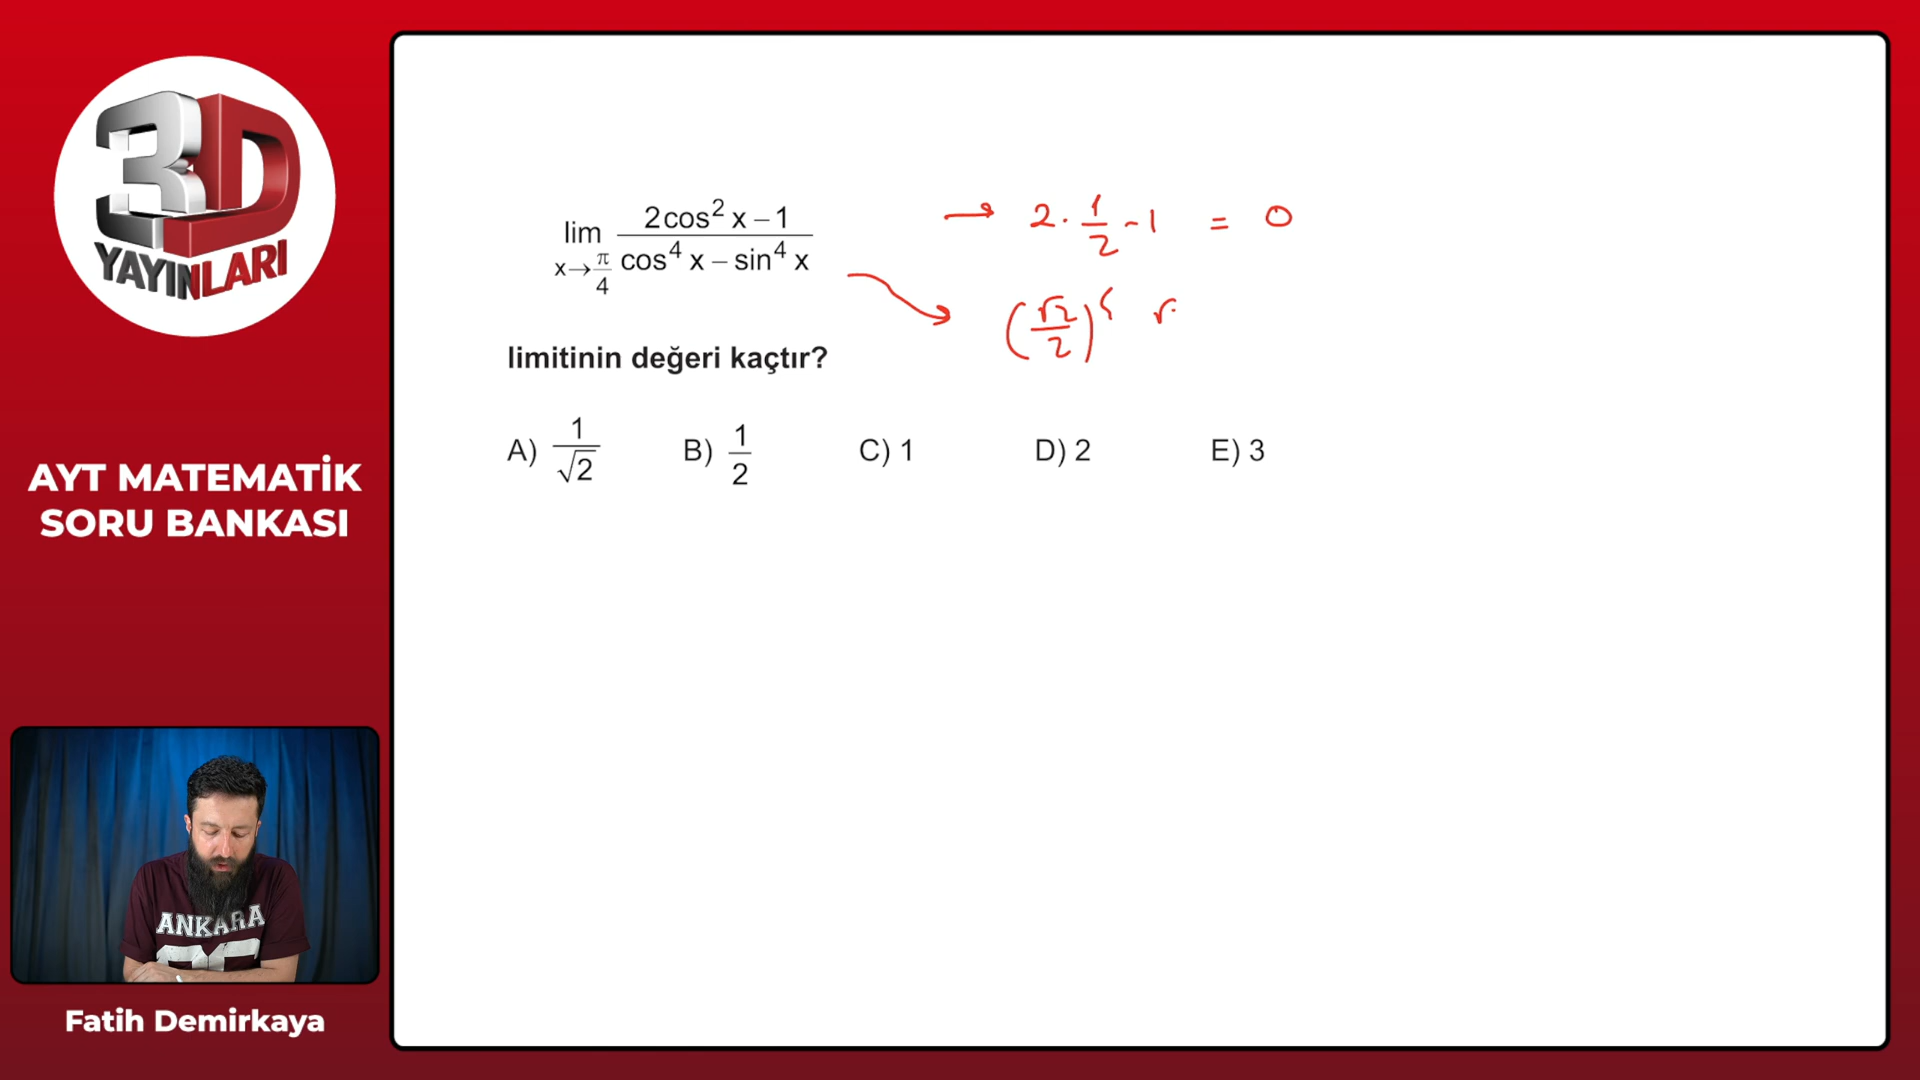 3D
YAYINLARI
AYT MATEMATİK
SORU BANKASI
ANKARA
Fatih Demirkaya
lim x→π/4 (2cos² x – 1)/(cos⁴ x – sin⁴ x)
→ 2 · 1/2 - 1 = 0
(√2/2)
limitinin değeri kaçtır?
A) 1/√2 B) 1/2 C) 1 D) 2 E) 3